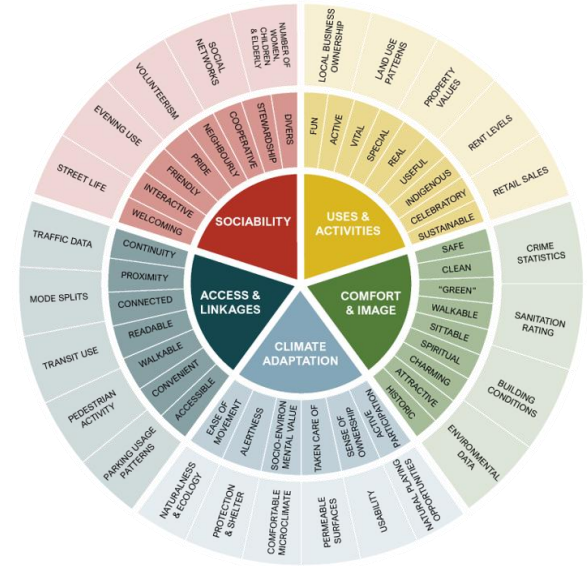 SOCIABILITY
USES &
ACTIVITIES
COMFORT
& IMAGE
CLIMATE
ADAPTATION
ACCESS &
LINKAGES
WELCOMING
INTERACTIVE
FRIENDLY
PRIDE
NEIGHBOURLY
COOPERATIVE
STEWARDSHIP
DIVERS
FUN
ACTIVE
VITAL
SPECIAL
REAL
USEFUL
INDIGENOUS
CELEBRATORY
SUSTAINABLE
SAFE
CLEAN
“GREEN”
WALKABLE
SITTABLE
SPIRITUAL
CHARMING
ATTRACTIVE
HISTORIC
ACTIVE
PARTICIPATION
SENSE OF
OWNERSHIP
TAKEN CARE OF
SOCIO-ENVIRON
MENTAL VALUE
ALERTNESS
EASE OF
MOVEMENT
ACCESSIBLE
CONVENIENT
WALKABLE
READABLE
CONNECTED
PROXIMITY
CONTINUITY
STREET LIFE
EVENING USE
VOLUNTEERISM
SOCIAL
NETWORKS
NUMBER OF
WOMEN,
CHILDREN
& ELDERLY
LOCAL BUSINESS
OWNERSHIP
LAND USE
PATTERNS
PROPERTY
VALUES
RENT LEVELS
RETAIL SALES
CRIME
STATISTICS
SANITATION
RATING
BUILDING
CONDITIONS
ENVIRONMENTAL
DATA
NATURAL PLAYING
OPPORTUNITIES
USABILITY
PERMEABLE
SURFACES
COMFORTABLE
MICROCLIMATE
PROTECTION
& SHELTER
NATURALNESS
& ECOLOGY
PARKING USAGE
PATTERNS
PEDESTRIAN
ACTIVITY
TRANSIT USE
MODE SPLITS
TRAFFIC DATA